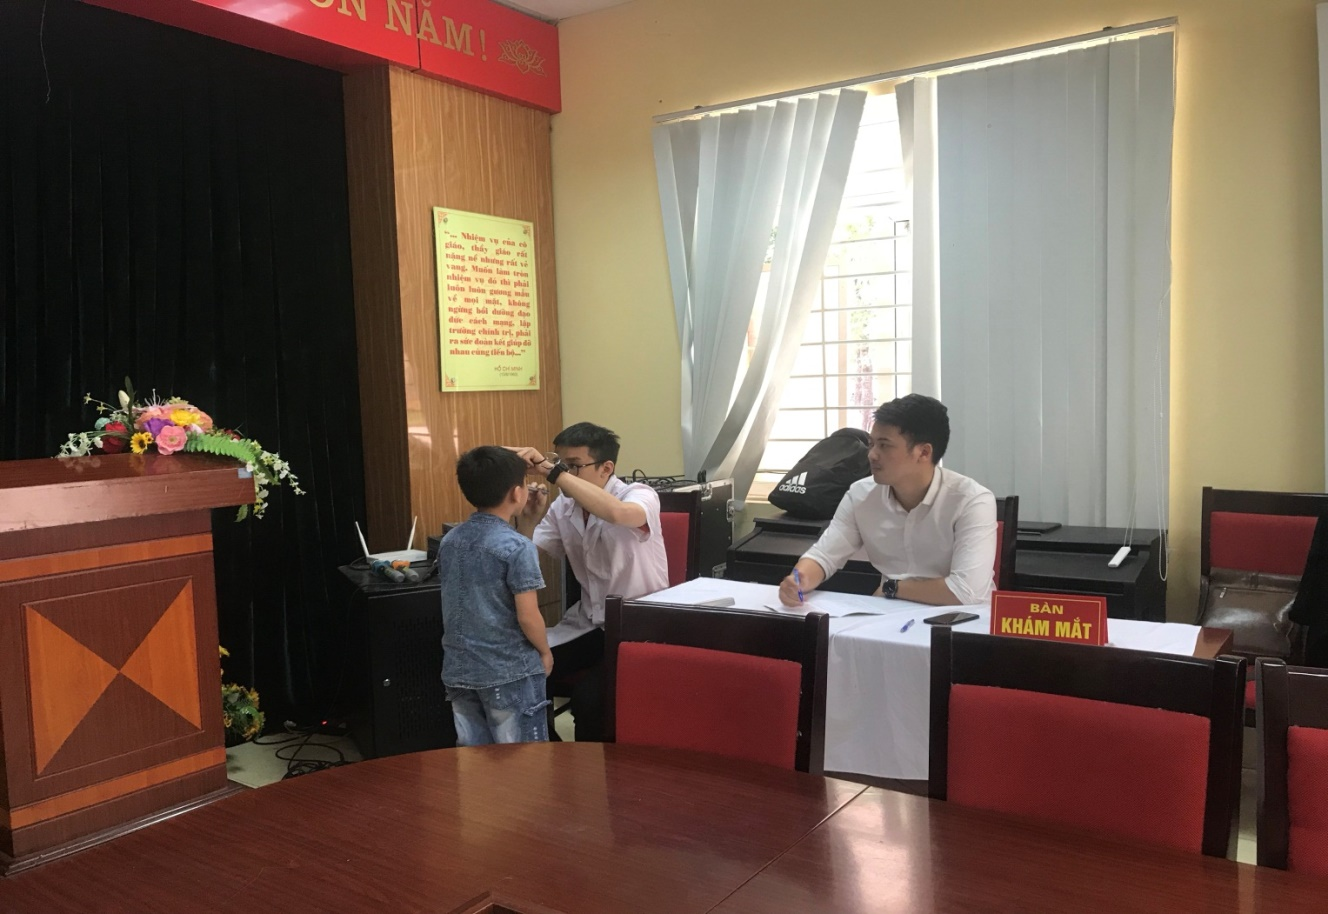 ÔN NĂM!
"... Nhiệm vụ của cô
giáo, thầy giáo rất
nặng nề nhưng rất vẻ
vang. Muốn làm tròn
nhiệm vụ đó thì phải
luôn luôn gương mẫu
về mọi mặt, không
ngừng bồi dưỡng đạo
đức cách mạng, lập
trường chính trị, phải
ra sức đoàn kết giúp đỡ
nhau cùng tiến bộ..."
HỒ CHÍ MINH
adidas
BÀN
KHÁM MẮT